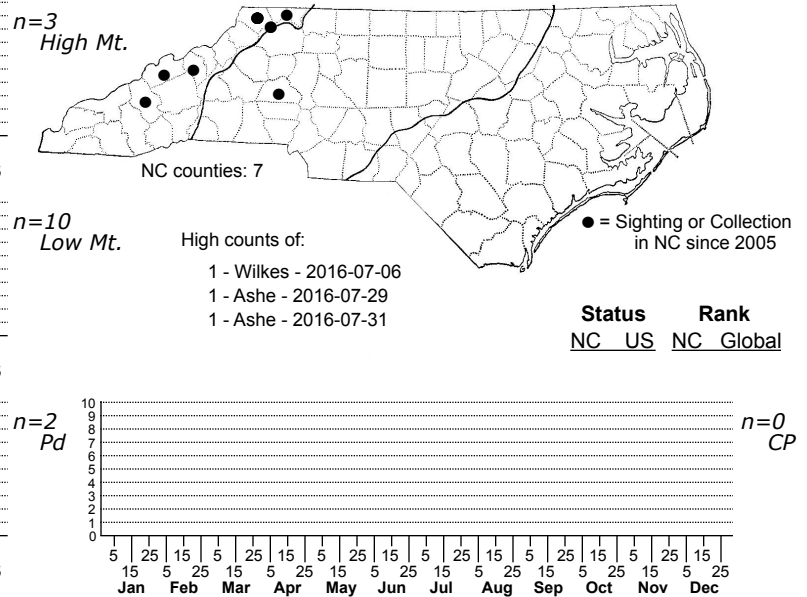 n=3
High Mt.
NC counties: 7
n=10
Low Mt.
High counts of:
1 - Wilkes - 2016-07-06
1 - Ashe - 2016-07-29
1 - Ashe - 2016-07-31
● = Sighting or Collection
in NC since 2005
Status Rank
NC US NC Global
n=2
Pd
10
9
8
7
6
5
4
3
2
1
0
n=0
CP
5 25 15 5 25 15 5 25 15 5 25 15 5 25 15 5 25 15
15 5 25 15 5 25 15 5 25 15 5 25 15 5 25 15 5 25
Jan Feb Mar Apr May Jun Jul Aug Sep Oct Nov Dec